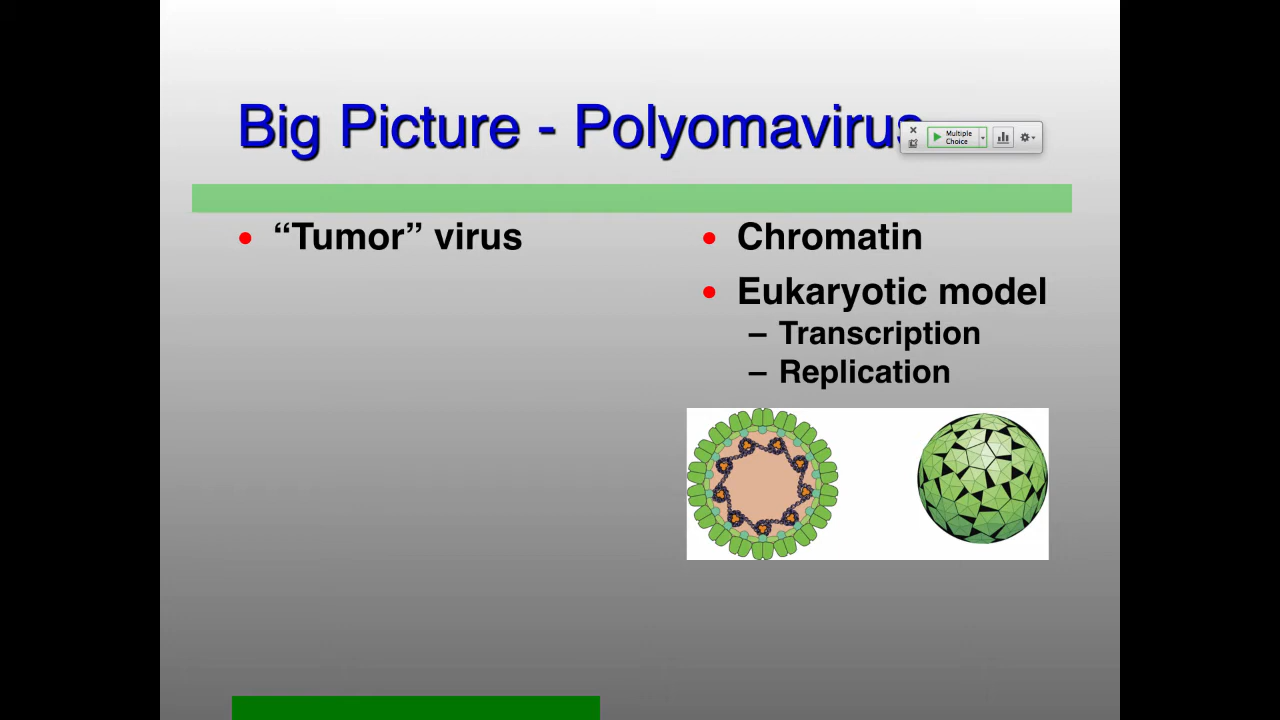 Big Picture - Polyomavirus
Multiple
Choice
• “Tumor” virus
• Chromatin
• Eukaryotic model
– Transcription
– Replication